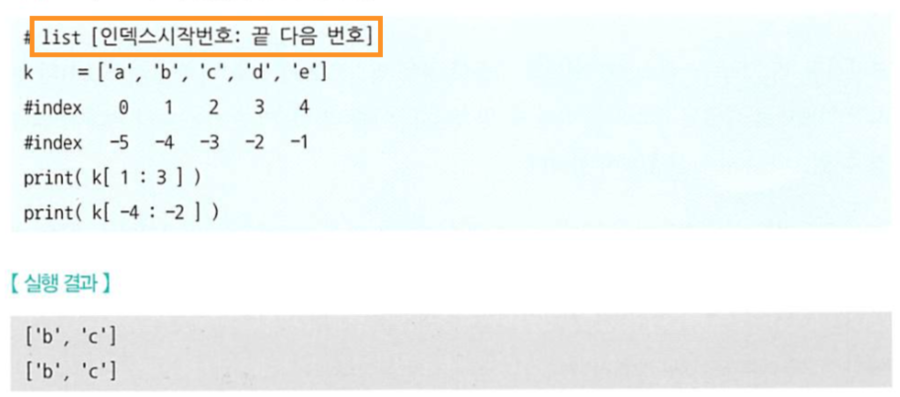 # list [인덱스시작번호: 끝 다음 번호]
k = ['a', 'b', 'c', 'd', 'e']
#index 0 1 2 3 4
#index -5 -4 -3 -2 -1
print( k[ 1 : 3 ] )
print( k[ -4 : -2 ] )
【 실행 결과 】
['b', 'c']
['b', 'c']